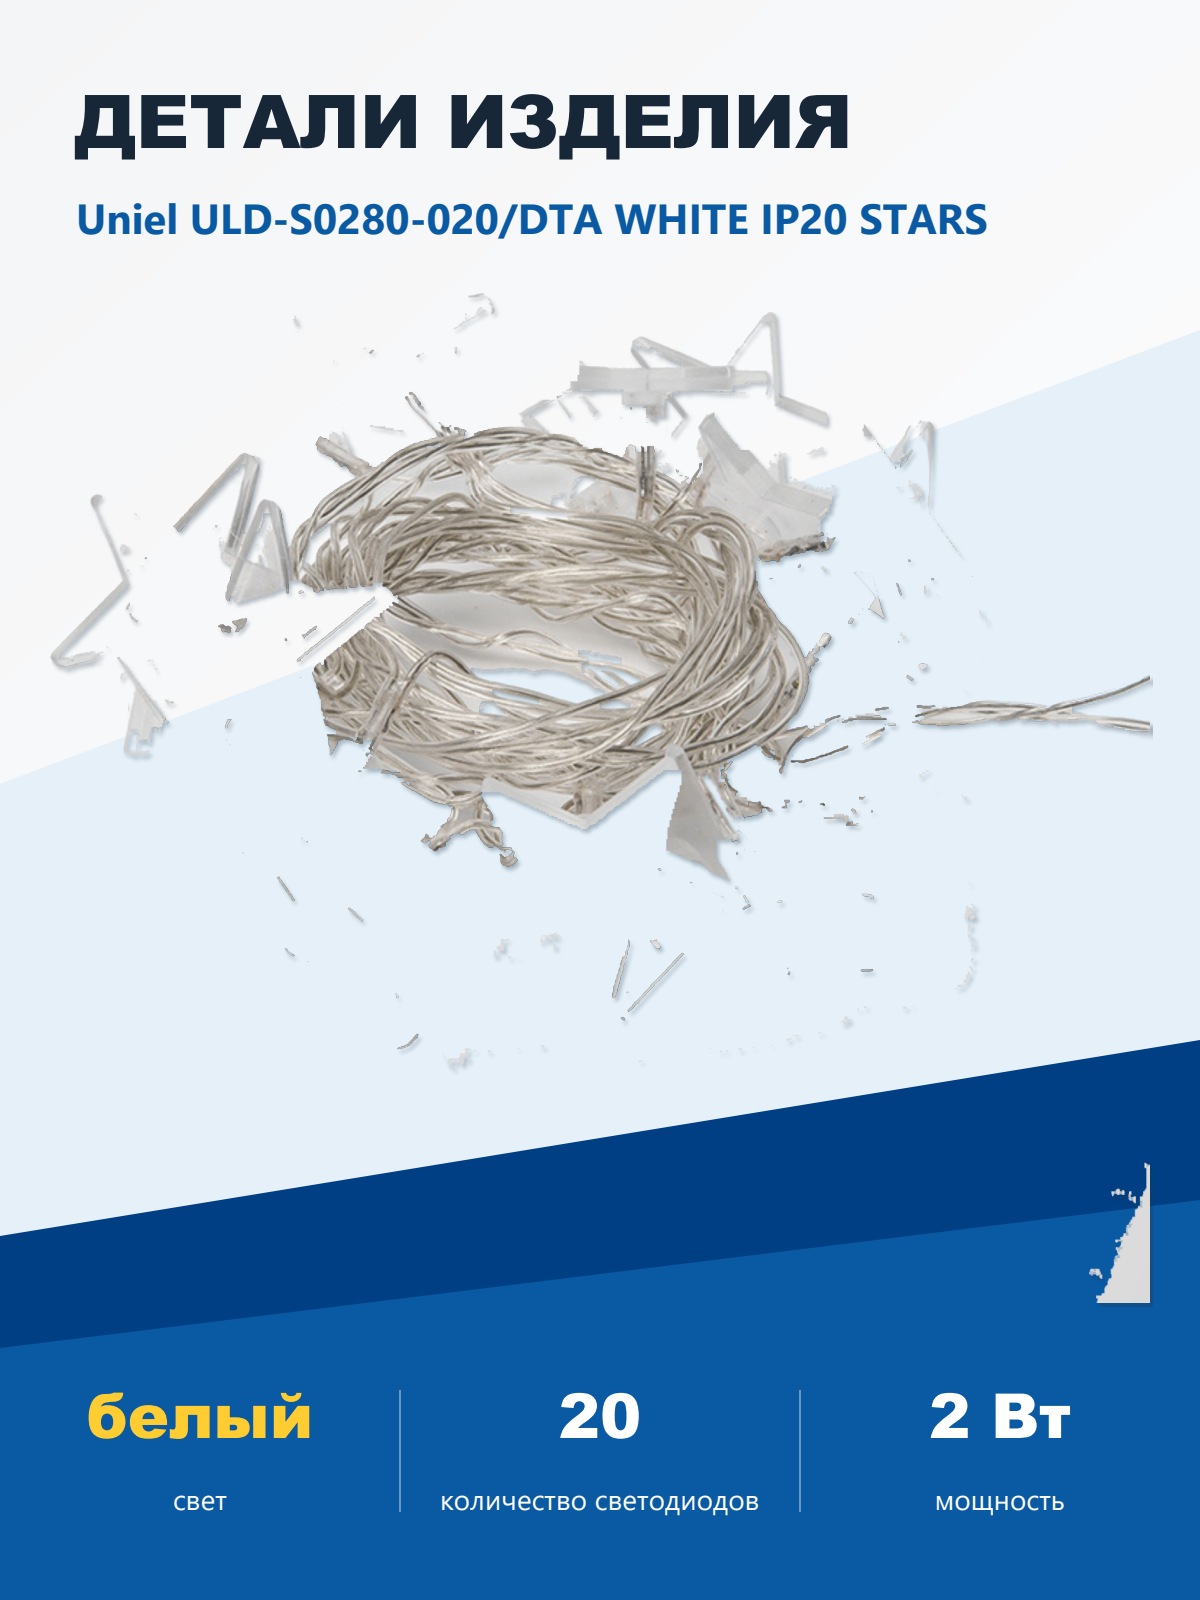 ДЕТАЛИ ИЗДЕЛИЯ
Uniel ULD-S0280-020/DTA WHITE IP20 STARS
белый
свет
20
количество светодиодов
2 Вт
мощность